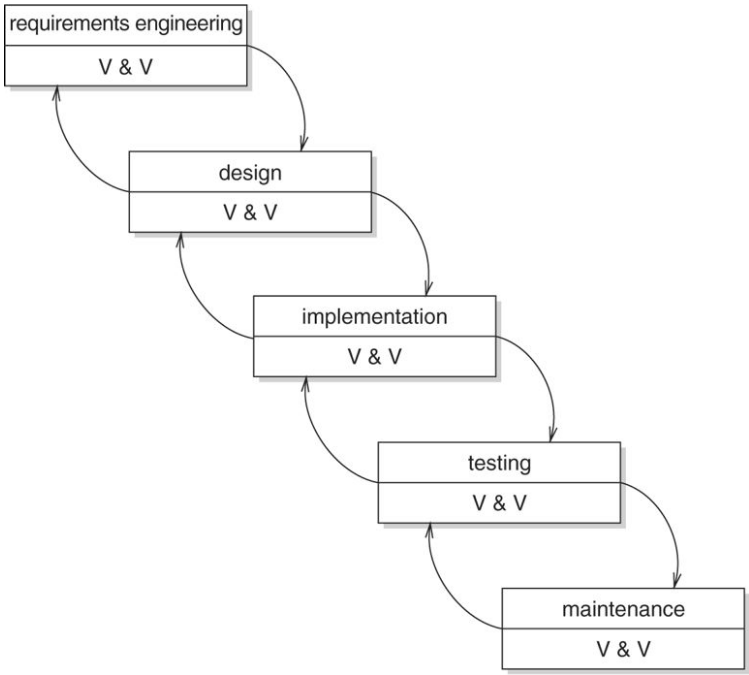 requirements engineering
V & V
design
V & V
implementation
V & V
testing
V & V
maintenance
V & V